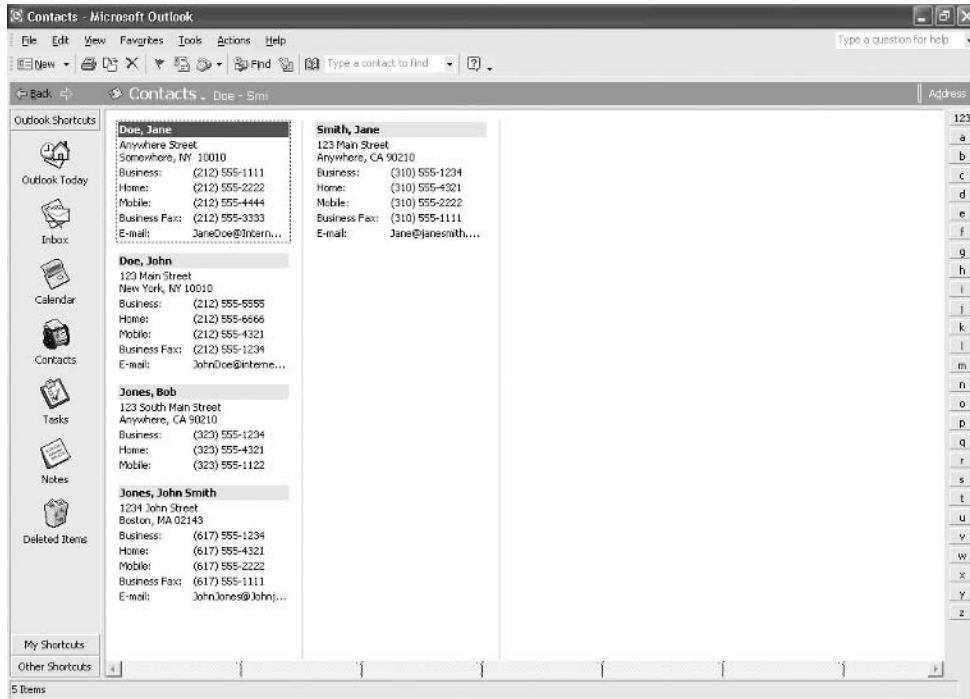 Contacts - Microsoft Outlook
File Edit View Favorites Tools Actions Help
Type a question for help
New Find Type a contact to find
Back Contacts . Doe - Smi Address
Outlook Shortcuts
Outlook Today
Inbox
Calendar
Contacts
Tasks
Notes
Deleted Items
My Shortcuts
Other Shortcuts
Doe, Jane
Anywhere Street
Somewhere, NY 10010
Business: (212) 555-1111
Home: (212) 555-2222
Mobile: (212) 555-4444
Business Fax: (212) 555-3333
E-mail: JaneDoe@Intern...
Doe, John
123 Main Street
New York, NY 10010
Business: (212) 555-5555
Home: (212) 555-6666
Mobile: (212) 555-4321
Business Fax: (212) 555-1234
E-mail: JohnDoe@interne...
Jones, Bob
123 South Main Street
Anywhere, CA 90210
Business: (323) 555-1234
Home: (323) 555-4321
Mobile: (323) 555-1122
Jones, John Smith
1234 John Street
Boston, MA 02143
Business: (617) 555-1234
Home: (617) 555-4321
Mobile: (617) 555-2222
Business Fax: (617) 555-1111
E-mail: JohnJones@Johnj...
Smith, Jane
123 Main Street
Anywhere, CA 90210
Business: (310) 555-1234
Home: (310) 555-4321
Mobile: (310) 555-2222
Business Fax: (310) 555-1111
E-mail: Jane@janesmith....
123
a
b
c
d
e
f
g
h
i
j
k
l
m
n
o
p
q
r
s
t
u
v
w
x
y
z
5 Items